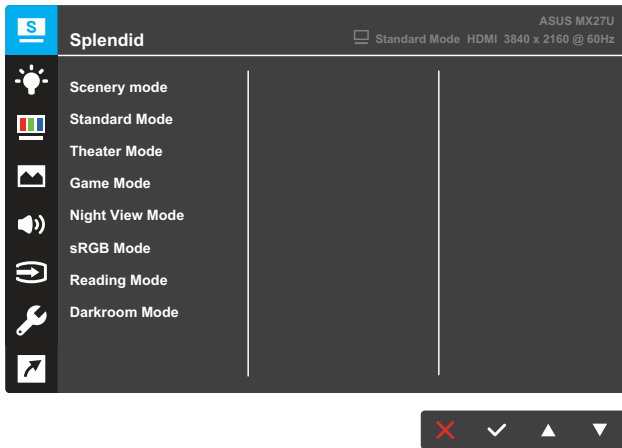 S
ASUS MX27U
Splendid
Standard Mode HDMI 3840 x 2160 @ 60Hz
Scenery mode
Standard Mode
Theater Mode
Game Mode
Night View Mode
sRGB Mode
Reading Mode
Darkroom Mode